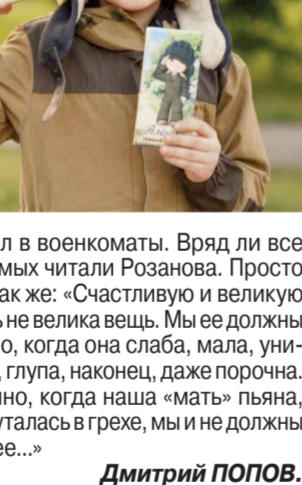 Алеша
л в военкоматы. Вряд ли все
мых читали Розанова. Просто
ак же: «Счастливую и великую
ь не велика вещь. Мы ее должны
о, когда она слаба, мала, уни-
, глупа, наконец, даже порочна.
нно, когда наша «мать» пьяна,
уталась в грехе, мы и не должны
ее...»
Дмитрий ПОПОВ.